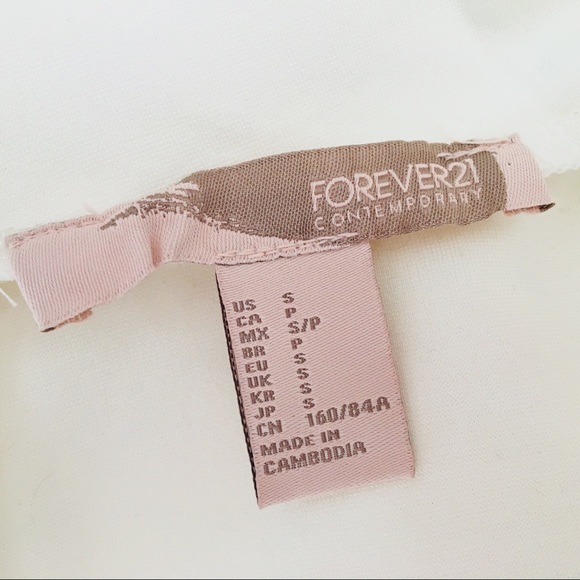 FOREVER21
CONTEMPORARY
US S
CA P
MX S/P
BR P
EU S
UK S
KR S
JP S
CN 160/84A
MADE IN
CAMBODIA